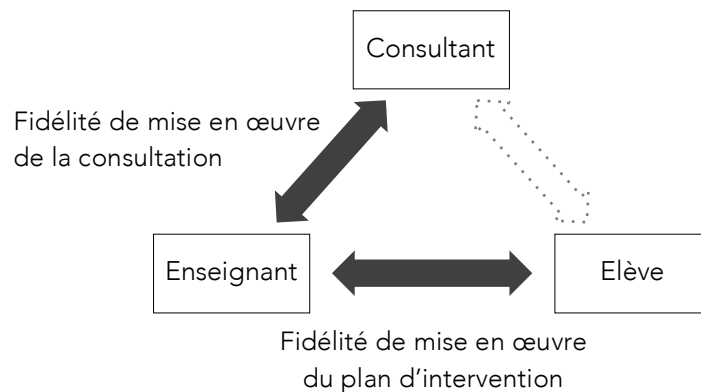 Consultant
Fidélité de mise en œuvre
de la consultation
Enseignant
Elève
Fidélité de mise en œuvre
du plan d’intervention